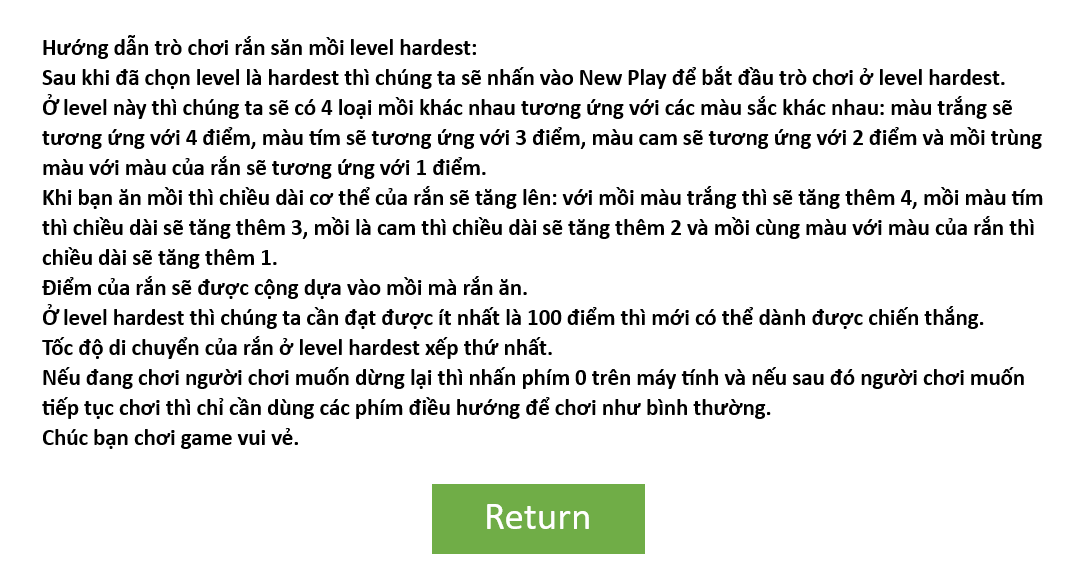 Hướng dẫn trò chơi rắn săn mồi level hardest:
Sau khi đã chọn level là hardest thì chúng ta sẽ nhấn vào New Play để bắt đầu trò chơi ở level hardest.
Ở level này thì chúng ta sẽ có 4 loại mồi khác nhau tương ứng với các màu sắc khác nhau: màu trắng sẽ
tương ứng với 4 điểm, màu tím sẽ tương ứng với 3 điểm, màu cam sẽ tương ứng với 2 điểm và mồi trùng
màu với màu của rắn sẽ tương ứng với 1 điểm.
Khi bạn ăn mồi thì chiều dài cơ thể của rắn sẽ tăng lên: với mồi màu trắng thì sẽ tăng thêm 4, mồi màu tím
thì chiều dài sẽ tăng thêm 3, mồi là cam thì chiều dài sẽ tăng thêm 2 và mồi cùng màu với màu của rắn thì
chiều dài sẽ tăng thêm 1.
Điểm của rắn sẽ được cộng dựa vào mồi mà rắn ăn.
Ở level hardest thì chúng ta cần đạt được ít nhất là 100 điểm thì mới có thể dành được chiến thắng.
Tốc độ di chuyển của rắn ở level hardest xếp thứ nhất.
Nếu đang chơi người chơi muốn dừng lại thì nhấn phím 0 trên máy tính và nếu sau đó người chơi muốn
tiếp tục chơi thì chỉ cần dùng các phím điều hướng để chơi như bình thường.
Chúc bạn chơi game vui vẻ.
Return